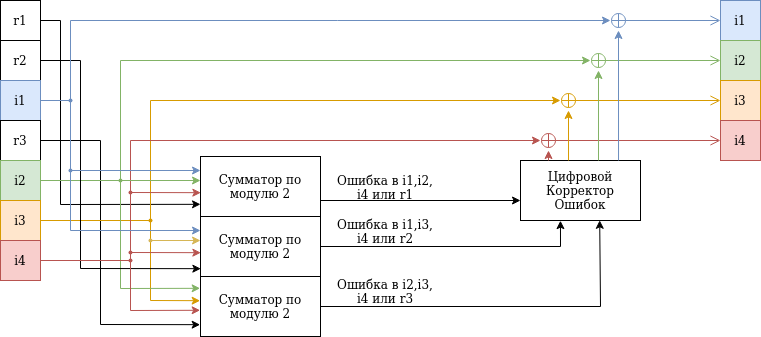 r1
r2
i1
r3
i2
i3
i4
Сумматор по
модулю 2
Сумматор по
модулю 2
Сумматор по
модулю 2
Ошибка в i1,i2,
i4 или r1
Ошибка в i1,i3,
i4 или r2
Ошибка в i2,i3,
i4 или r3
Цифровой
Корректор
Ошибок
i1
i2
i3
i4